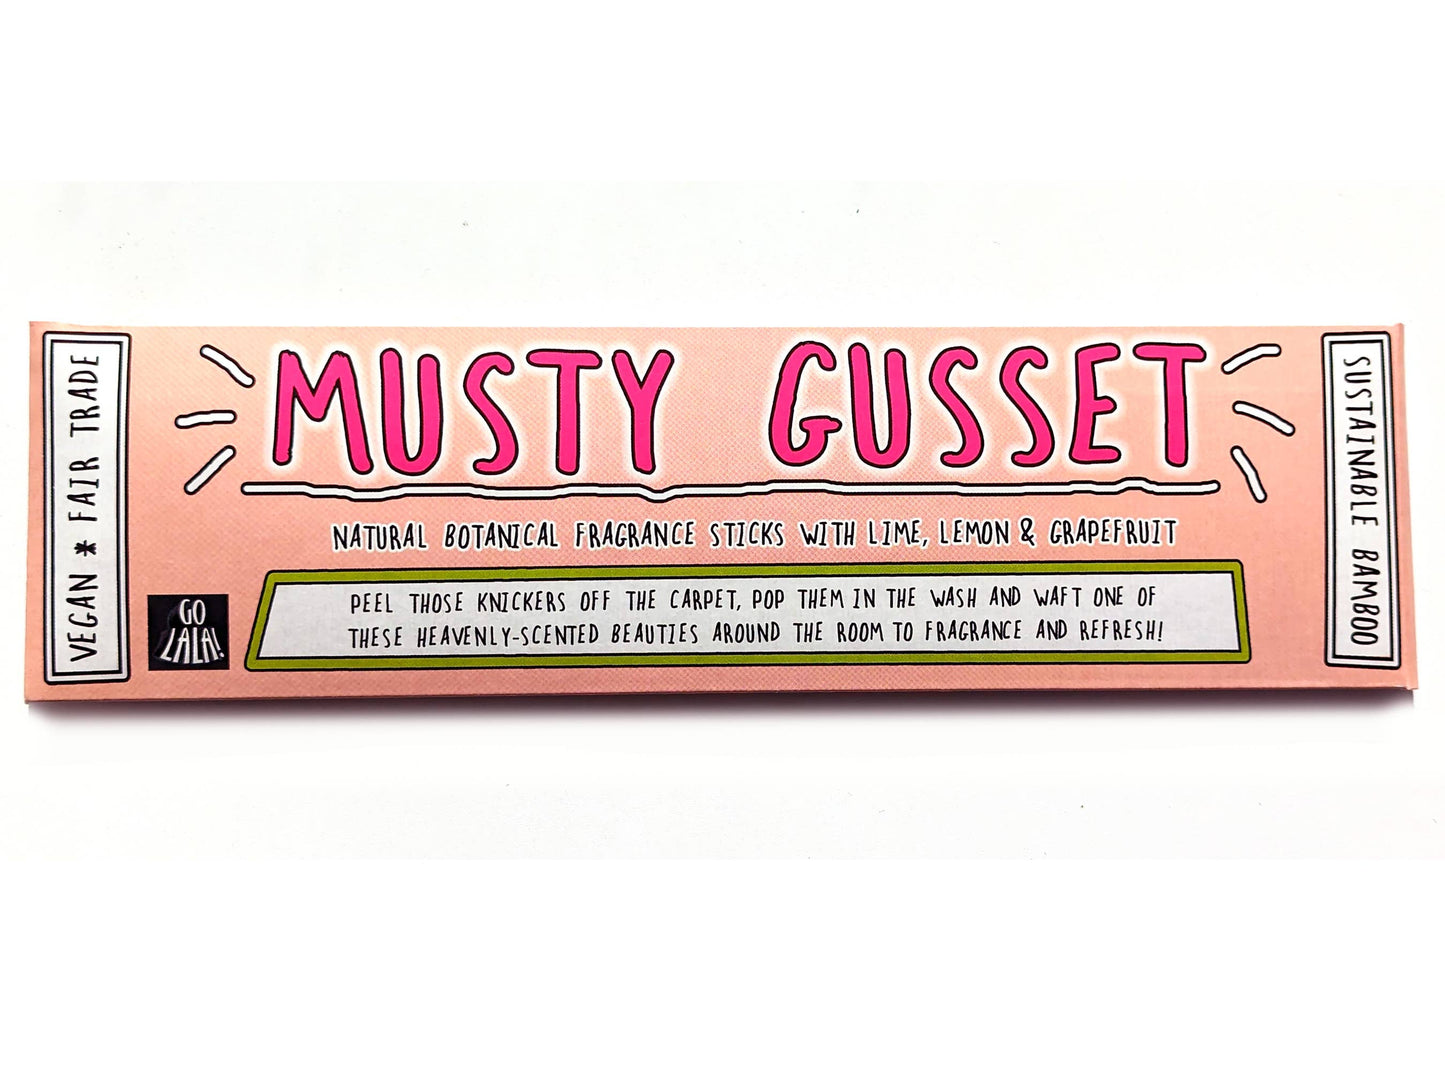 VEGAN * FAIR TRADE
MUSTY GUSSET
NATURAL BOTANICAL FRAGRANCE STICKS WITH LIME, LEMON & GRAPEFRUIT
GO
LALA!
PEEL THOSE KNICKERS OFF THE CARPET, POP THEM IN THE WASH AND WAFT ONE OF
THESE HEAVENLY-SCENTED BEAUTIES AROUND THE ROOM TO FRAGRANCE AND REFRESH!
SUSTAINABLE BAMBOO